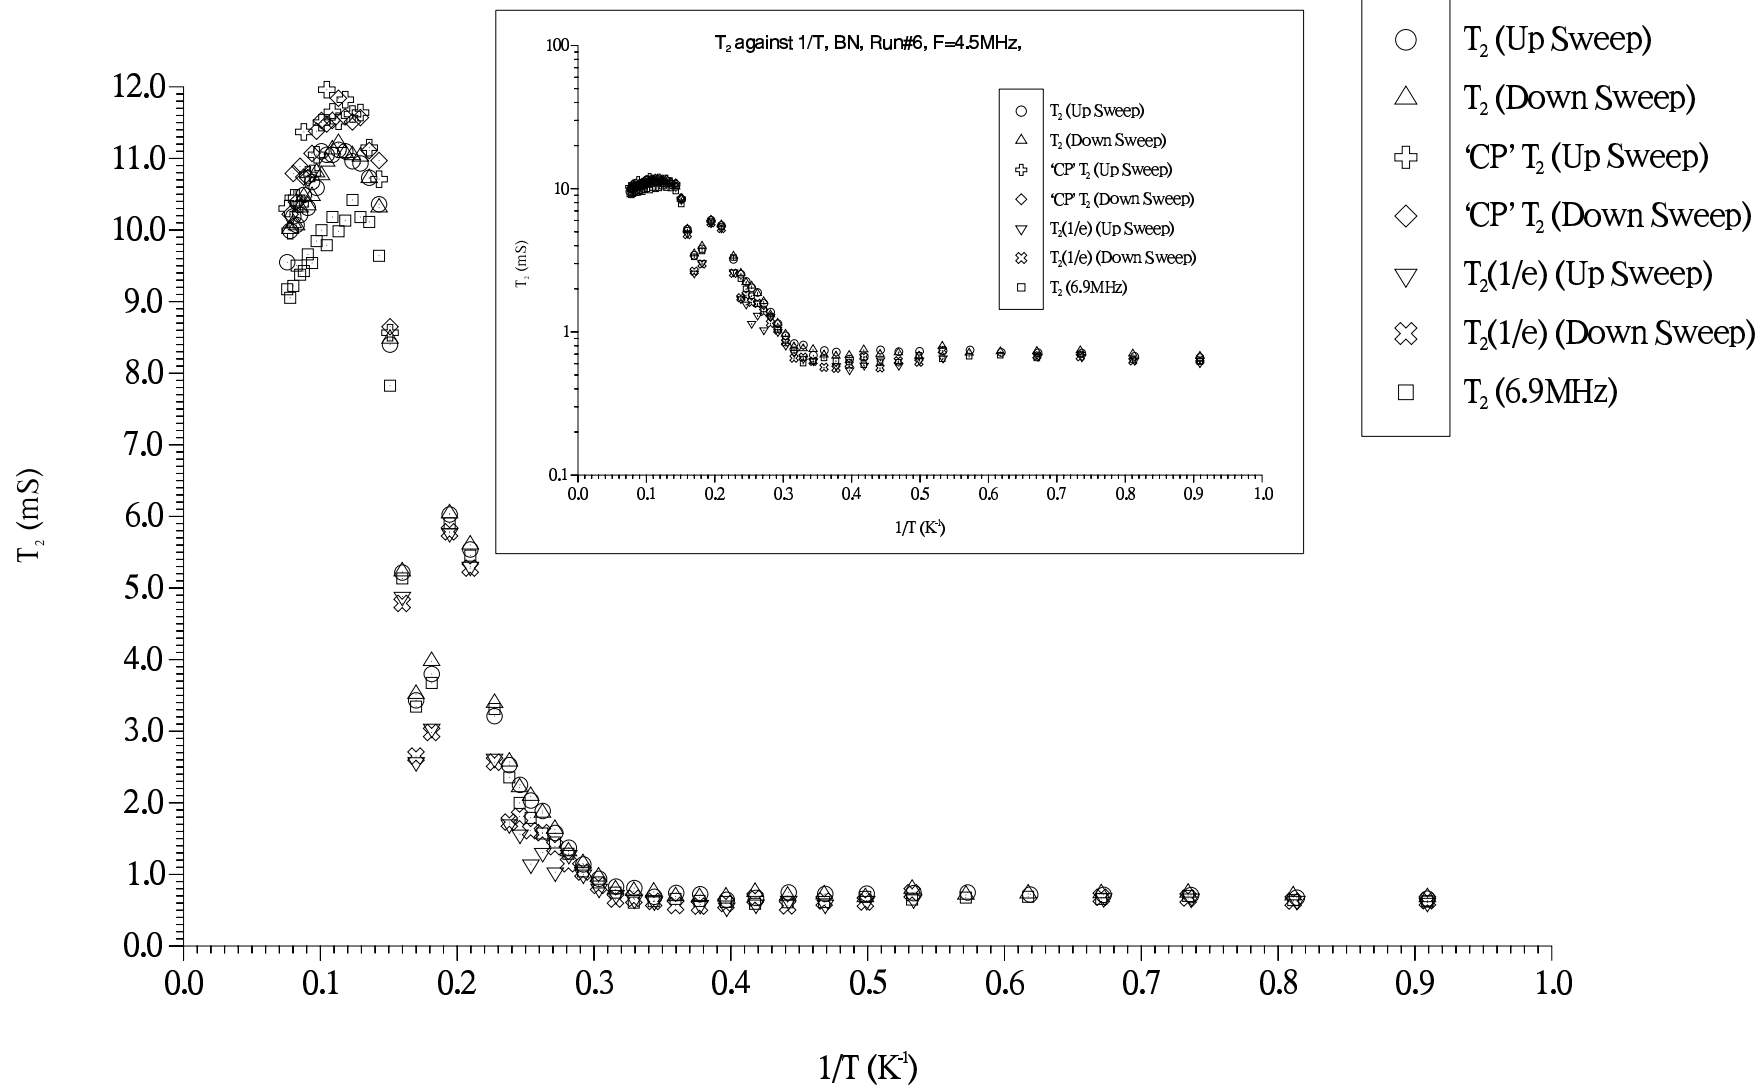 T₂ against 1/T, BN, Run#6, F=4.5MHz,
100
10
1
0.1
T₂ (mS)
0.0 0.1 0.2 0.3 0.4 0.5 0.6 0.7 0.8 0.9 1.0
1/T (K⁻¹)
T₂ (Up Sweep)
T₂ (Down Sweep)
‘CP’ T₂ (Up Sweep)
‘CP’ T₂ (Down Sweep)
T₂(1/e) (Up Sweep)
T₂(1/e) (Down Sweep)
T₂ (6.9MHz)
T₂ (Up Sweep)
T₂ (Down Sweep)
‘CP’ T₂ (Up Sweep)
‘CP’ T₂ (Down Sweep)
T₂(1/e) (Up Sweep)
T₂(1/e) (Down Sweep)
T₂ (6.9MHz)
12.0
11.0
10.0
9.0
8.0
7.0
6.0
5.0
4.0
3.0
2.0
1.0
0.0
T₂ (mS)
0.0 0.1 0.2 0.3 0.4 0.5 0.6 0.7 0.8 0.9 1.0
1/T (K⁻¹)